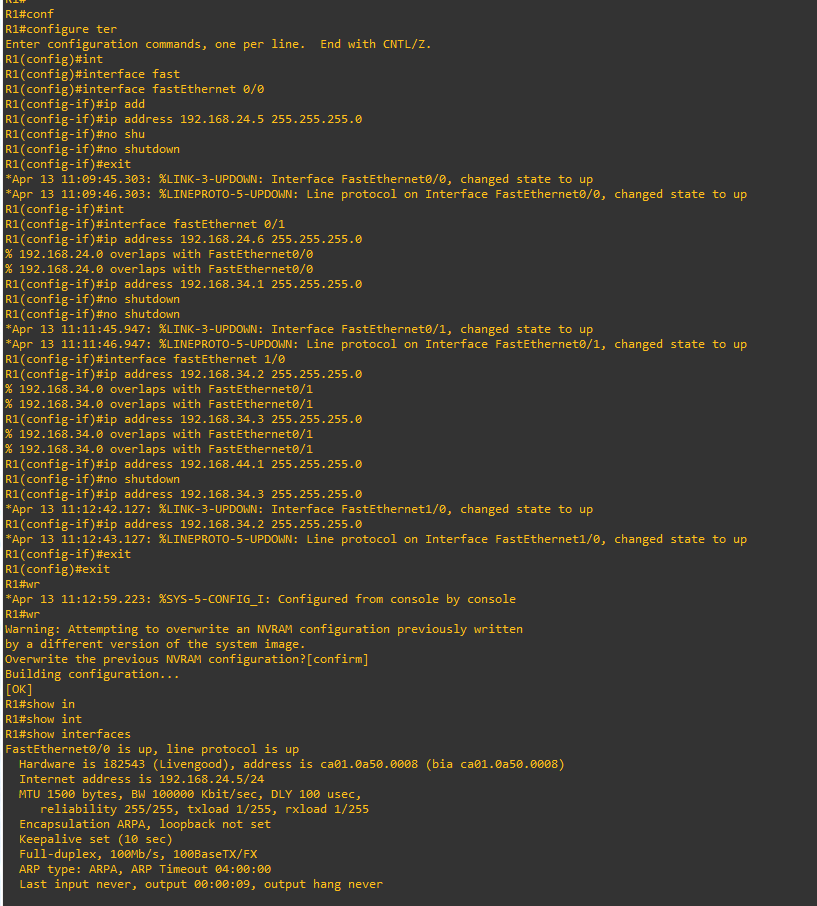 R1#
R1#conf
R1#configure ter
Enter configuration commands, one per line.  End with CNTL/Z.
R1(config)#int
R1(config)#interface fast
R1(config)#interface fastEthernet 0/0
R1(config-if)#ip add
R1(config-if)#ip address 192.168.24.5 255.255.255.0
R1(config-if)#no shu
R1(config-if)#no shutdown
R1(config-if)#exit
*Apr 13 11:09:45.303: %LINK-3-UPDOWN: Interface FastEthernet0/0, changed state to up
*Apr 13 11:09:46.303: %LINEPROTO-5-UPDOWN: Line protocol on Interface FastEthernet0/0, changed state to up
R1(config-if)#int
R1(config-if)#interface fastEthernet 0/1
R1(config-if)#ip address 192.168.24.6 255.255.255.0
% 192.168.24.0 overlaps with FastEthernet0/0
% 192.168.24.0 overlaps with FastEthernet0/0
R1(config-if)#ip address 192.168.34.1 255.255.255.0
R1(config-if)#no shutdown
R1(config-if)#no shutdown
*Apr 13 11:11:45.947: %LINK-3-UPDOWN: Interface FastEthernet0/1, changed state to up
*Apr 13 11:11:46.947: %LINEPROTO-5-UPDOWN: Line protocol on Interface FastEthernet0/1, changed state to up
R1(config-if)#interface fastEthernet 1/0
R1(config-if)#ip address 192.168.34.2 255.255.255.0
% 192.168.34.0 overlaps with FastEthernet0/1
% 192.168.34.0 overlaps with FastEthernet0/1
R1(config-if)#ip address 192.168.34.3 255.255.255.0
% 192.168.34.0 overlaps with FastEthernet0/1
% 192.168.34.0 overlaps with FastEthernet0/1
R1(config-if)#ip address 192.168.44.1 255.255.255.0
R1(config-if)#no shutdown
R1(config-if)#ip address 192.168.34.3 255.255.255.0
*Apr 13 11:12:42.127: %LINK-3-UPDOWN: Interface FastEthernet1/0, changed state to up
R1(config-if)#ip address 192.168.34.2 255.255.255.0
*Apr 13 11:12:43.127: %LINEPROTO-5-UPDOWN: Line protocol on Interface FastEthernet1/0, changed state to up
R1(config-if)#exit
R1(config)#exit
R1#wr
*Apr 13 11:12:59.223: %SYS-5-CONFIG_I: Configured from console by console
R1#wr
Warning: Attempting to overwrite an NVRAM configuration previously written
by a different version of the system image.
Overwrite the previous NVRAM configuration?[confirm]
Building configuration...
[OK]
R1#show in
R1#show int
R1#show interfaces
FastEthernet0/0 is up, line protocol is up
  Hardware is i82543 (Livengood), address is ca01.0a50.0008 (bia ca01.0a50.0008)
  Internet address is 192.168.24.5/24
  MTU 1500 bytes, BW 100000 Kbit/sec, DLY 100 usec,
     reliability 255/255, txload 1/255, rxload 1/255
  Encapsulation ARPA, loopback not set
  Keepalive set (10 sec)
  Full-duplex, 100Mb/s, 100BaseTX/FX
  ARP type: ARPA, ARP Timeout 04:00:00
  Last input never, output 00:00:09, output hang never